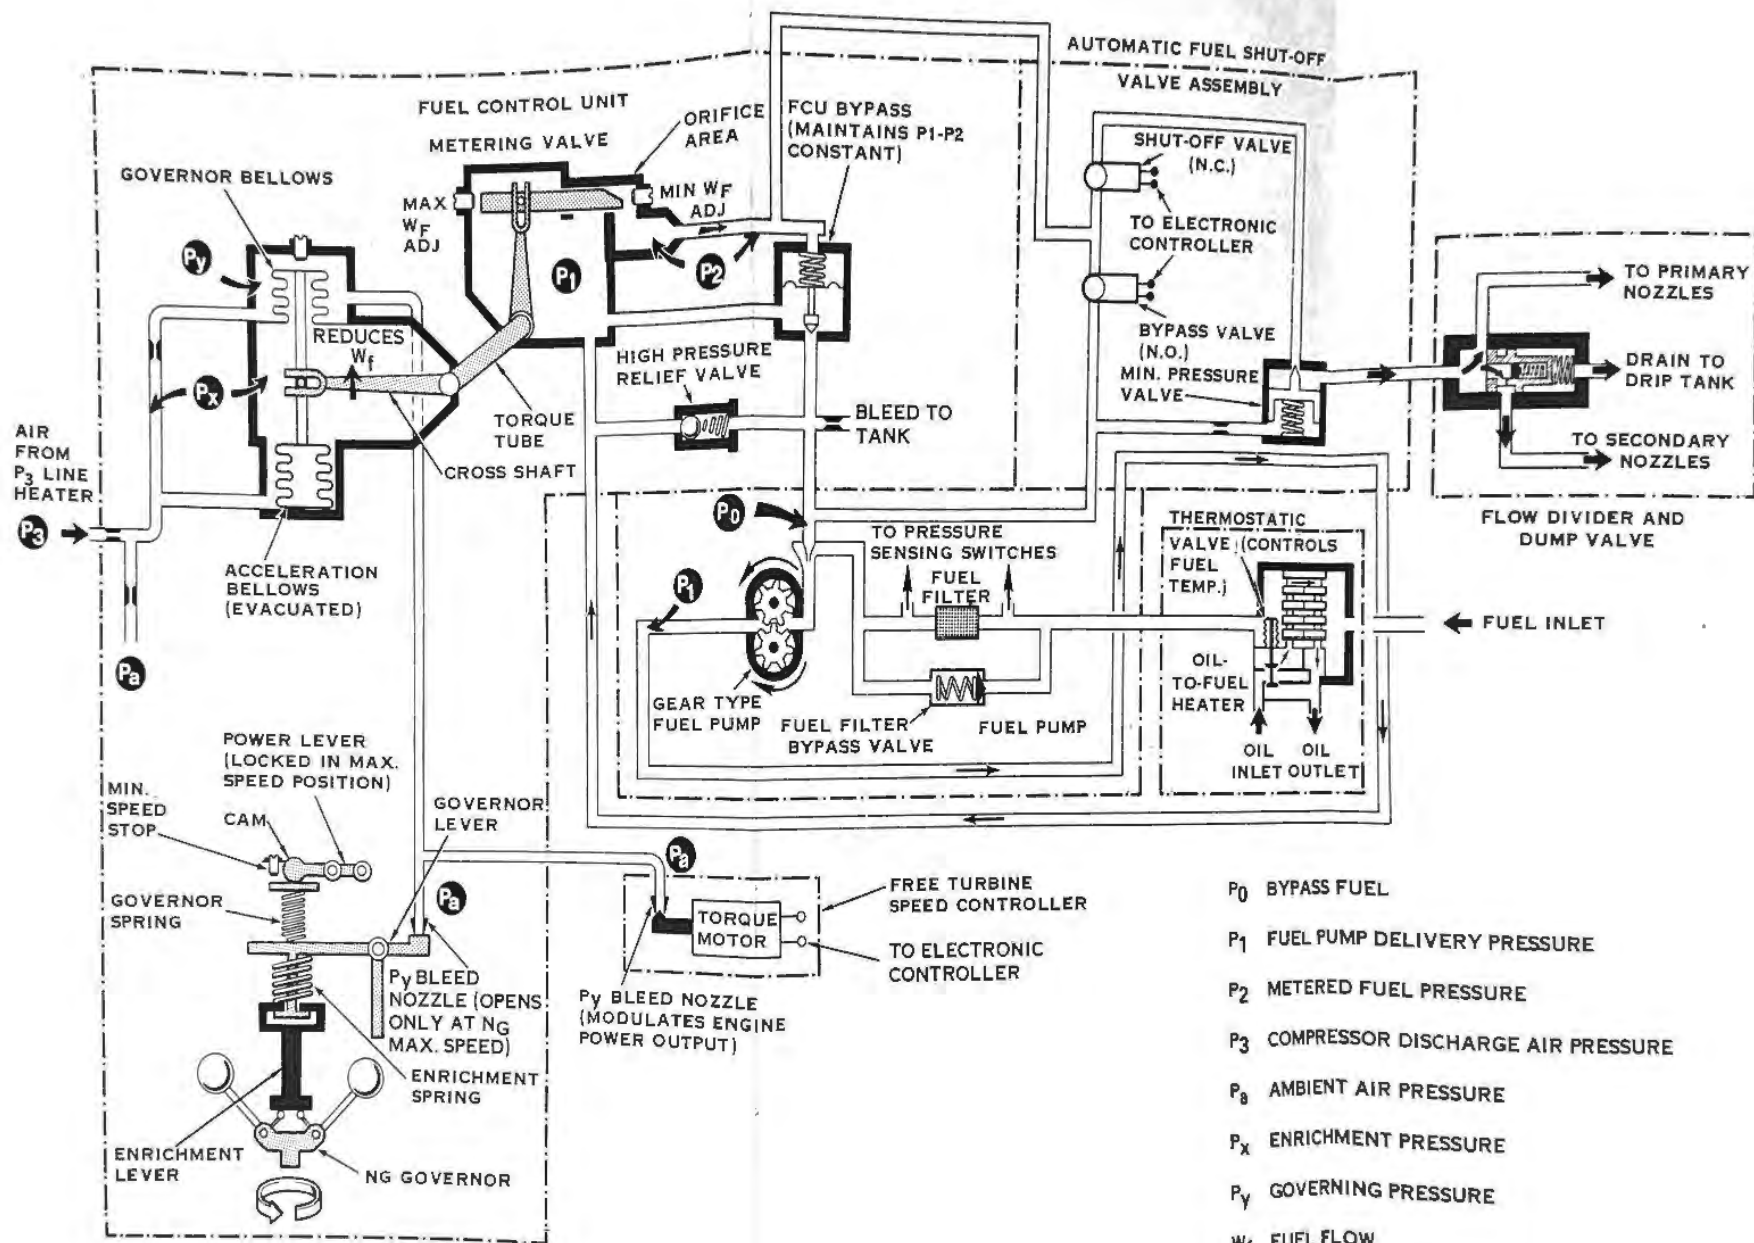 AUTOMATIC FUEL SHUT-OFF
VALVE ASSEMBLY
FUEL CONTROL UNIT
METERING VALVE
ORIFICE
AREA
FCU BYPASS
(MAINTAINS P1-P2
CONSTANT)
SHUT-OFF VALVE
(N.C.)
GOVERNOR BELLOWS
MAX
WF
ADJ
MIN WF
ADJ
TO ELECTRONIC
CONTROLLER
Py
P1
P2
TO PRIMARY
NOZZLES
REDUCES
Wf
BYPASS VALVE
(N.O.)
MIN. PRESSURE
VALVE
HIGH PRESSURE
RELIEF VALVE
DRAIN TO
DRIP TANK
Px
TORQUE
TUBE
BLEED TO
TANK
AIR
FROM
P3 LINE
HEATER
CROSS SHAFT
TO SECONDARY
NOZZLES
P3
P0
TO PRESSURE
SENSING SWITCHES
THERMOSTATIC
VALVE (CONTROLS
FUEL
TEMP.)
FLOW DIVIDER AND
DUMP VALVE
ACCELERATION
BELLOWS
(EVACUATED)
P1
FUEL
FILTER
FUEL INLET
Pa
GEAR TYPE
FUEL PUMP
FUEL FILTER
BYPASS VALVE
FUEL PUMP
OIL-
TO-FUEL
HEATER
OIL
INLET
OIL
OUTLET
POWER LEVER
(LOCKED IN MAX.
SPEED POSITION)
MIN.
SPEED
STOP
CAM
GOVERNOR
LEVER
Pa
GOVERNOR
SPRING
Pa
TORQUE
MOTOR
FREE TURBINE
SPEED CONTROLLER
TO ELECTRONIC
CONTROLLER
Py BLEED
NOZZLE (OPENS
ONLY AT NG
MAX. SPEED)
Py BLEED NOZZLE
(MODULATES ENGINE
POWER OUTPUT)
ENRICHMENT
SPRING
ENRICHMENT
LEVER
NG GOVERNOR
P0 BYPASS FUEL
P1 FUEL PUMP DELIVERY PRESSURE
P2 METERED FUEL PRESSURE
P3 COMPRESSOR DISCHARGE AIR PRESSURE
Pa AMBIENT AIR PRESSURE
Px ENRICHMENT PRESSURE
Py GOVERNING PRESSURE
Wf FUEL FLOW